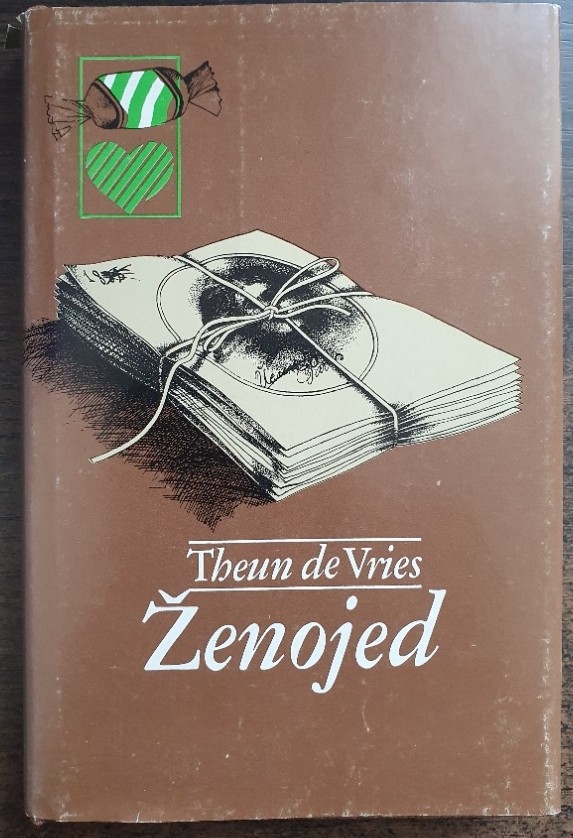 Theun de Vries
Ženojed